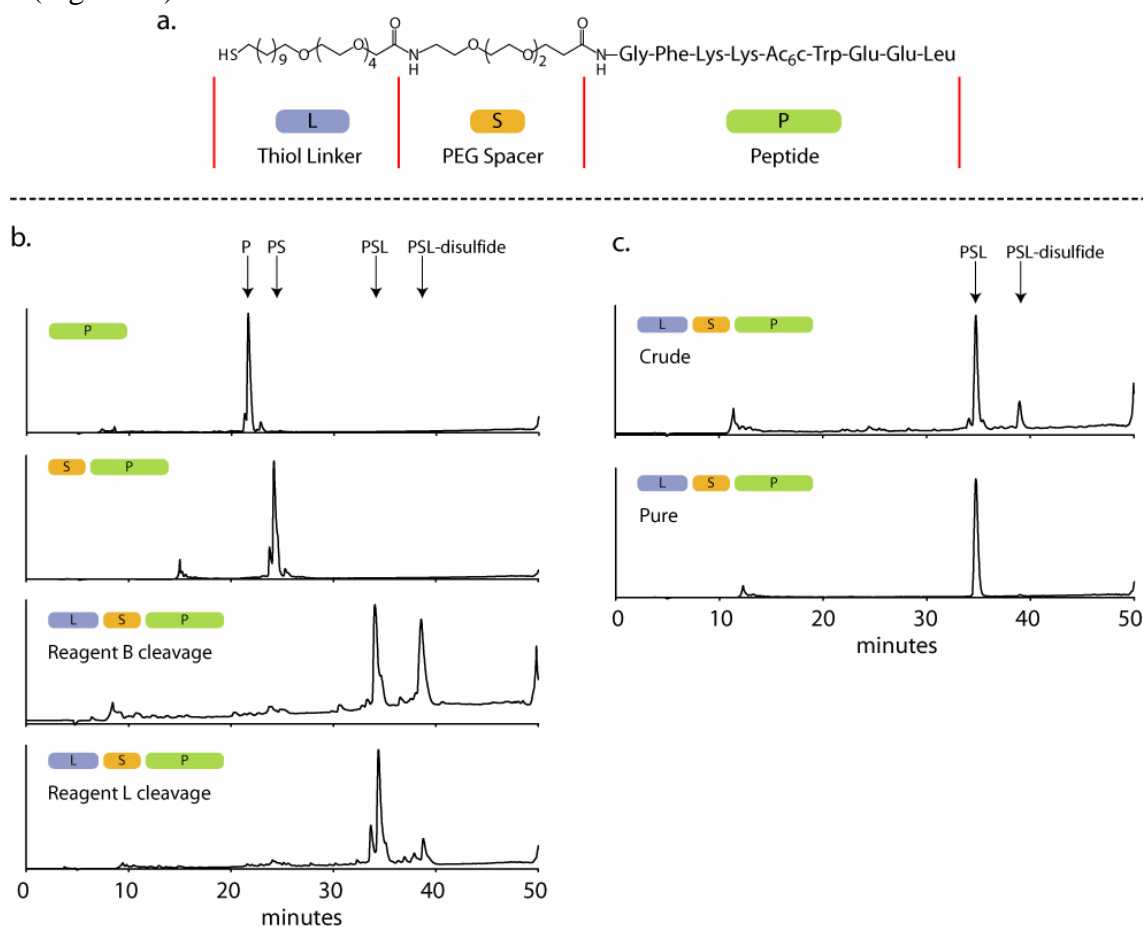 a.
O
O
HS
9
O
O
4
N
H
O
O
2
N
H
Gly-Phe-Lys-Lys-Ac6c-Trp-Glu-Glu-Leu
L
S
P
Thiol Linker
PEG Spacer
Peptide
b.
P
PS
PSL
PSL-disulfide
P
S
P
L
S
P
Reagent B cleavage
L
S
P
Reagent L cleavage
0 10 20 30 40 50
minutes
c.
PSL
PSL-disulfide
L
S
P
Crude
L
S
P
Pure
0 10 20 30 40 50
minutes